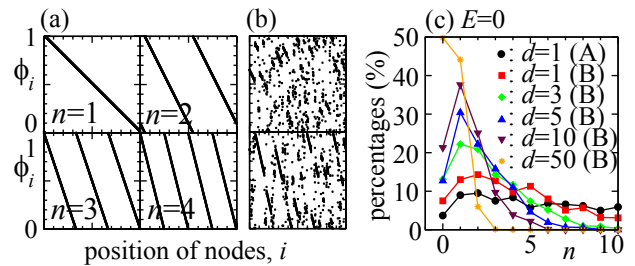 (a)
(b)
(c) E=0
1
ϕᵢ
0
n=1
n=2
1
ϕᵢ
0
n=3
n=4
position of nodes, i
percentages (%)
50
40
30
20
10
0
d=1 (A)
d=1 (B)
d=3 (B)
d=5 (B)
d=10 (B)
d=50 (B)
0 5 n 10